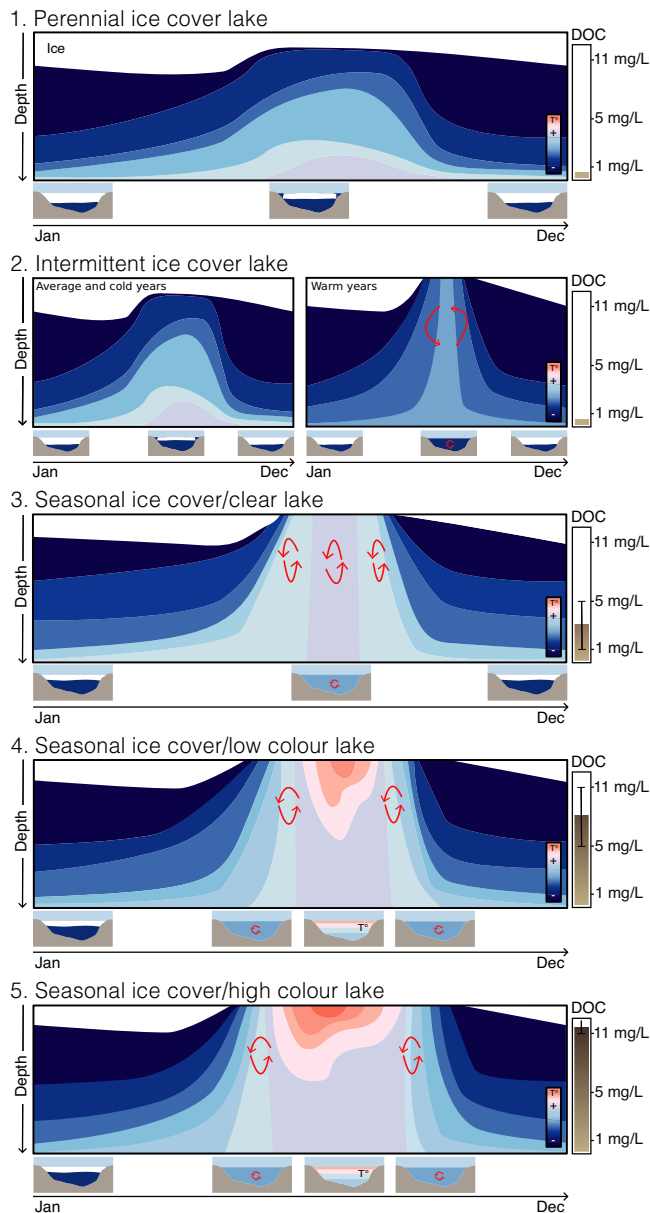 1. Perennial ice cover lake
DOC
Ice
11 mg/L
Depth
5 mg/L
T°
+
-
1 mg/L
Jan
Dec
2. Intermittent ice cover lake
DOC
Average and cold years
Warm years
11 mg/L
Depth
5 mg/L
T°
+
-
1 mg/L
Jan
Dec
Jan
Dec
3. Seasonal ice cover/clear lake
DOC
11 mg/L
Depth
5 mg/L
T°
+
-
1 mg/L
Jan
Dec
4. Seasonal ice cover/low colour lake
DOC
11 mg/L
Depth
5 mg/L
T°
+
-
1 mg/L
T°
Jan
Dec
5. Seasonal ice cover/high colour lake
DOC
11 mg/L
Depth
5 mg/L
T°
+
-
1 mg/L
T°
Jan
Dec